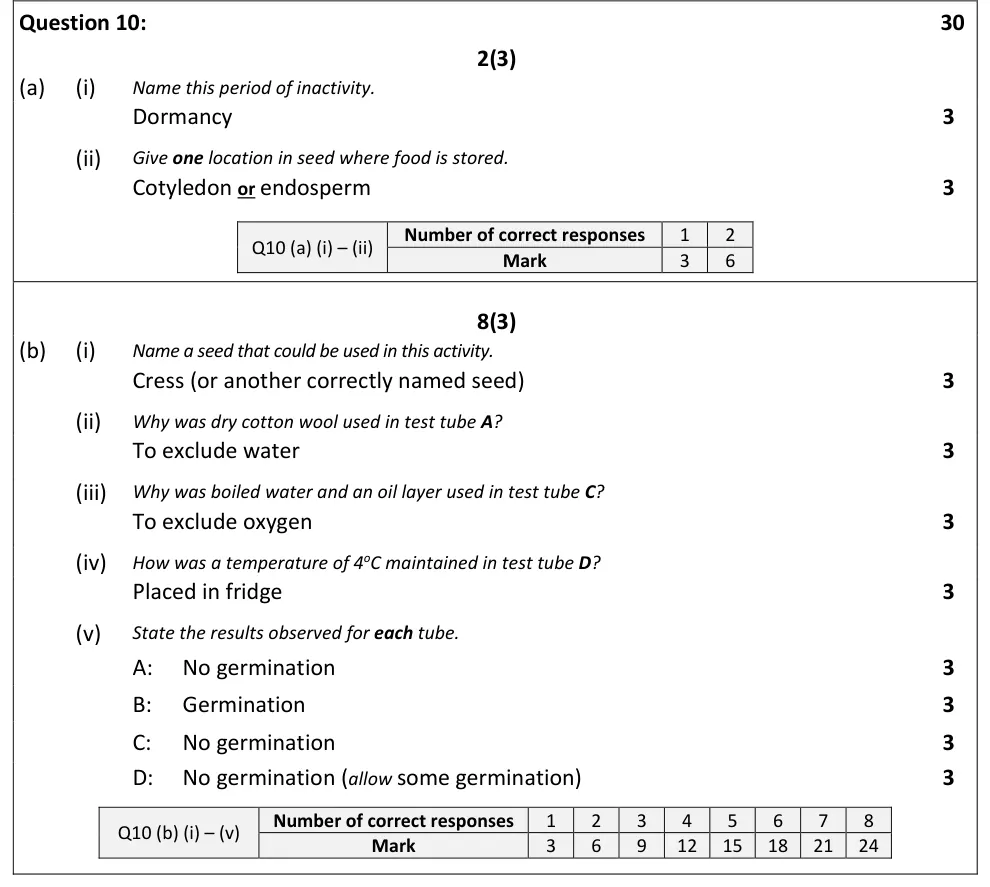 Question 10: 30
2(3)
(a) (i) Name this period of inactivity.
Dormancy 3
(ii) Give one location in seed where food is stored.
Cotyledon or endosperm 3
Q10 (a) (i) – (ii) Number of correct responses 1 2
Mark 3 6
8(3)
(b) (i) Name a seed that could be used in this activity.
Cress (or another correctly named seed) 3
(ii) Why was dry cotton wool used in test tube A?
To exclude water 3
(iii) Why was boiled water and an oil layer used in test tube C?
To exclude oxygen 3
(iv) How was a temperature of 4°C maintained in test tube D?
Placed in fridge 3
(v) State the results observed for each tube.
A: No germination 3
B: Germination 3
C: No germination 3
D: No germination (allow some germination) 3
Q10 (b) (i) – (v) Number of correct responses 1 2 3 4 5 6 7 8
Mark 3 6 9 12 15 18 21 24